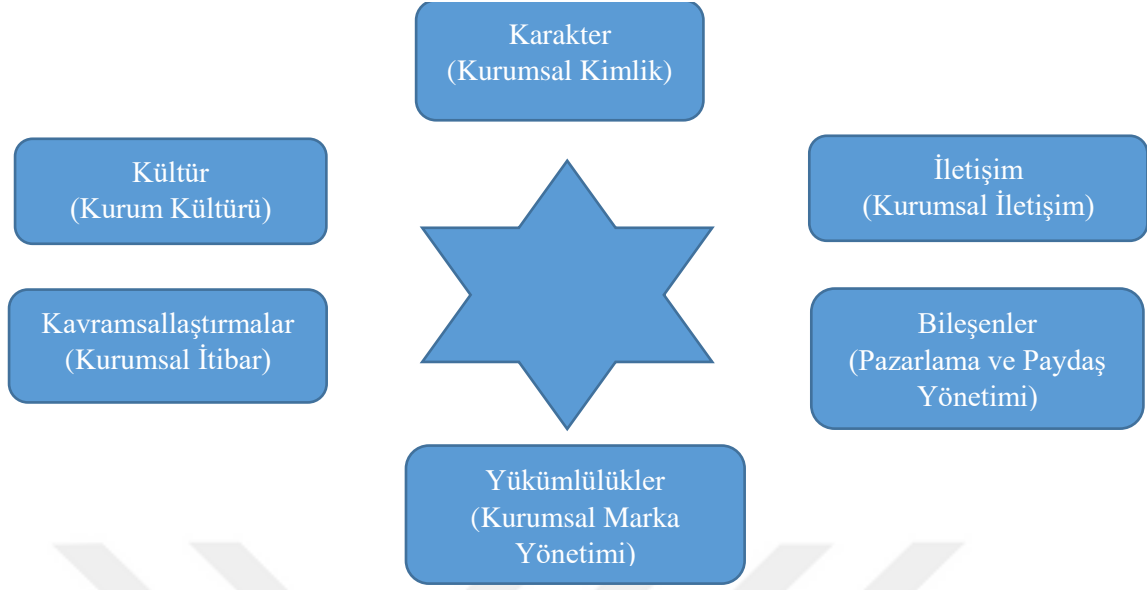 Karakter
(Kurumsal Kimlik)
Kültür
(Kurum Kültürü)
İletişim
(Kurumsal İletişim)
Kavramsallaştırmalar
(Kurumsal İtibar)
Bileşenler
(Pazarlama ve Paydaş
Yönetimi)
Yükümlülükler
(Kurumsal Marka
Yönetimi)